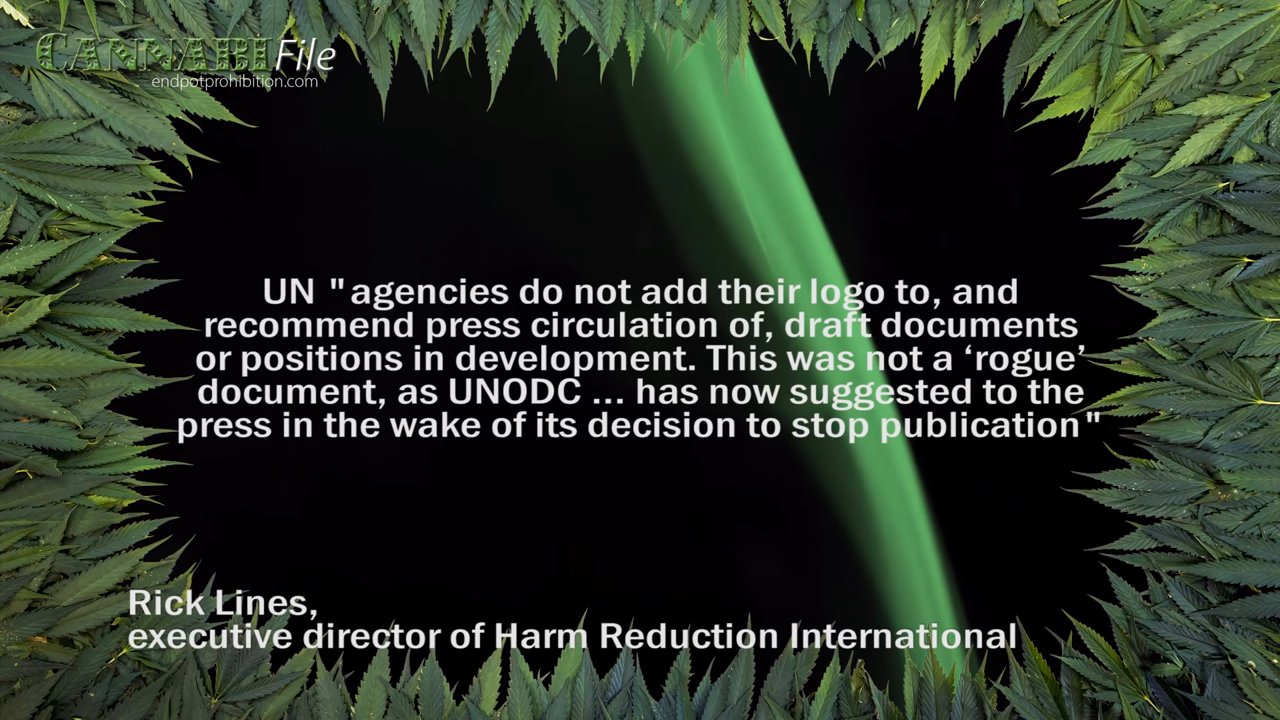 CANNABIFile
endpotprohibition.com
UN "agencies do not add their logo to, and
recommend press circulation of, draft documents
or positions in development. This was not a ‘rogue’
document, as UNODC ... has now suggested to the
press in the wake of its decision to stop publication"
Rick Lines,
executive director of Harm Reduction International